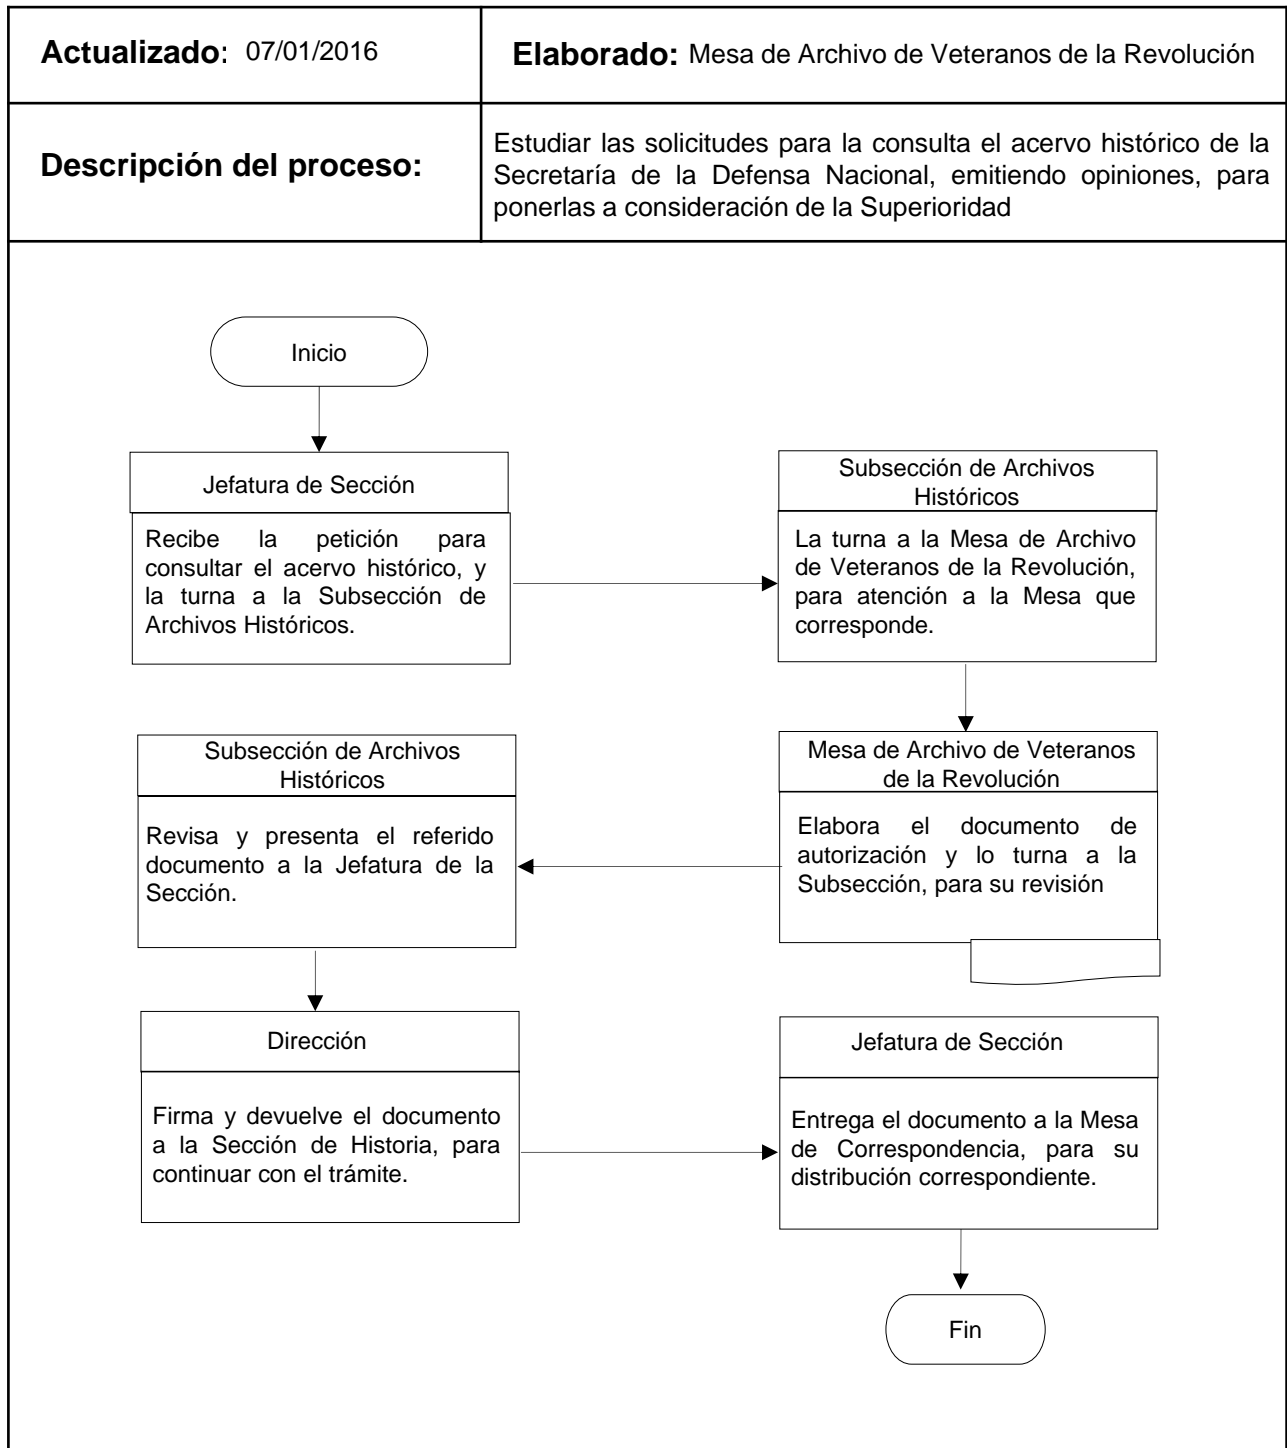 Actualizado: 07/01/2016
Elaborado: Mesa de Archivo de Veteranos de la Revolución
Descripción del proceso:
Estudiar las solicitudes para la consulta el acervo histórico de la
Secretaría de la Defensa Nacional, emitiendo opiniones, para
ponerlas a consideración de la Superioridad
Inicio
Jefatura de Sección
Recibe la petición para
consultar el acervo histórico, y
la turna a la Subsección de
Archivos Históricos.
Subsección de Archivos
Históricos
La turna a la Mesa de Archivo
de Veteranos de la Revolución,
para atención a la Mesa que
corresponde.
Mesa de Archivo de Veteranos
de la Revolución
Elabora el documento de
autorización y lo turna a la
Subsección, para su revisión
Subsección de Archivos
Históricos
Revisa y presenta el referido
documento a la Jefatura de la
Sección.
Dirección
Firma y devuelve el documento
a la Sección de Historia, para
continuar con el trámite.
Jefatura de Sección
Entrega el documento a la Mesa
de Correspondencia, para su
distribución correspondiente.
Fin